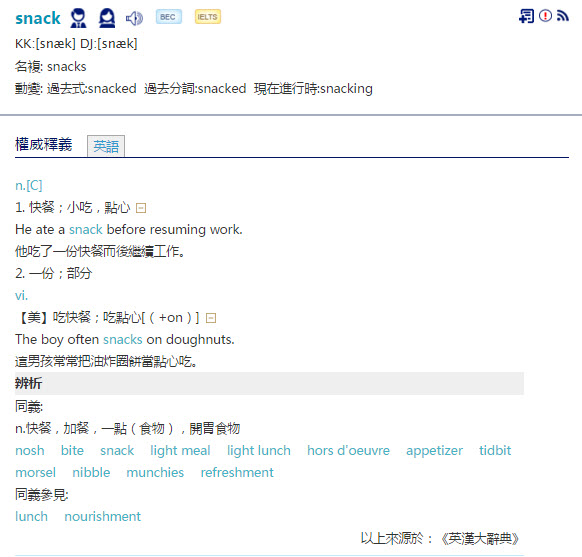 snack BEC IELTS
KK:[snæk] DJ:[snæk]
名複: snacks
動變: 過去式:snacked 過去分詞:snacked 現在進行時:snacking
權威釋義 英語
n.[C]
1. 快餐；小吃，點心
He ate a snack before resuming work.
他吃了一份快餐而後繼續工作。
2. 一份；部分
vi.
【美】吃快餐；吃點心[（+on）]
The boy often snacks on doughnuts.
這男孩常常把油炸圈餅當點心吃。
辨析
同義:
n.快餐，加餐，一點（食物），開胃食物
nosh bite snack light meal light lunch hors d'oeuvre appetizer tidbit
morsel nibble munchies refreshment
同義參見:
lunch nourishment
以上來源於：《英漢大辭典》